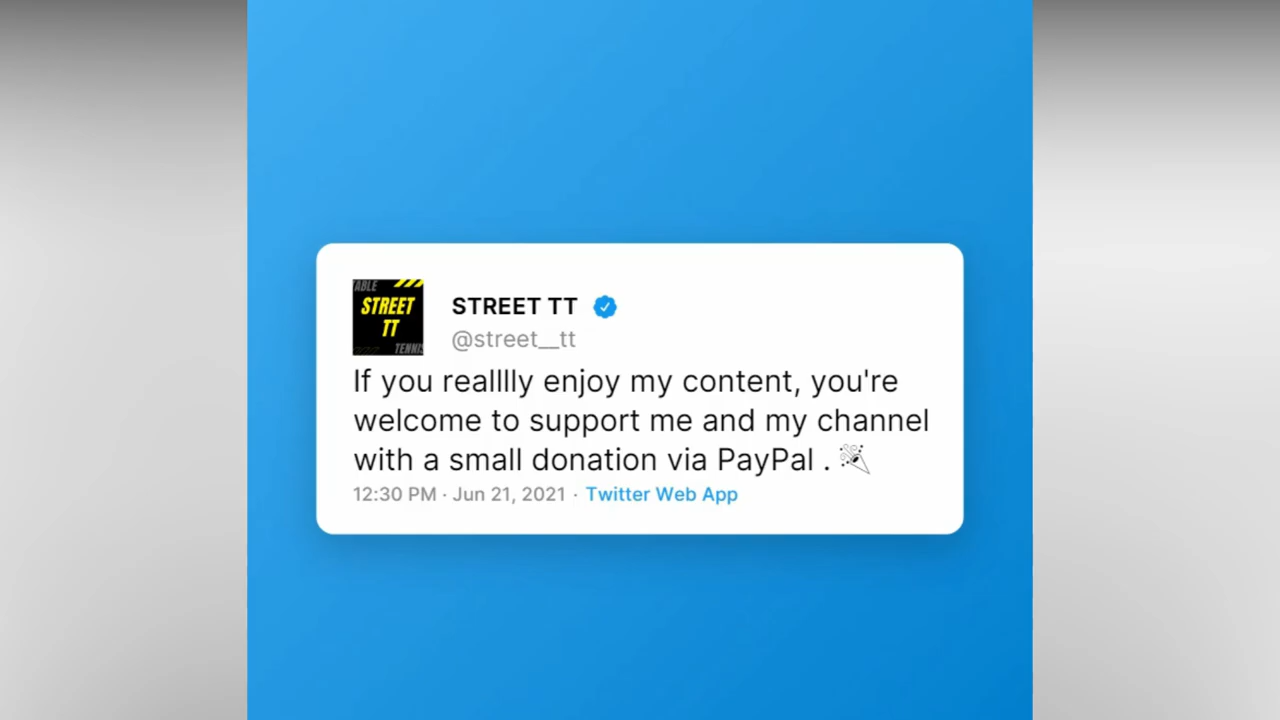 TABLE
STREET
TT
TENNIS
STREET TT
@street__tt
If you realllly enjoy my content, you're
welcome to support me and my channel
with a small donation via PayPal . 🎉
12:30 PM · Jun 21, 2021 · Twitter Web App